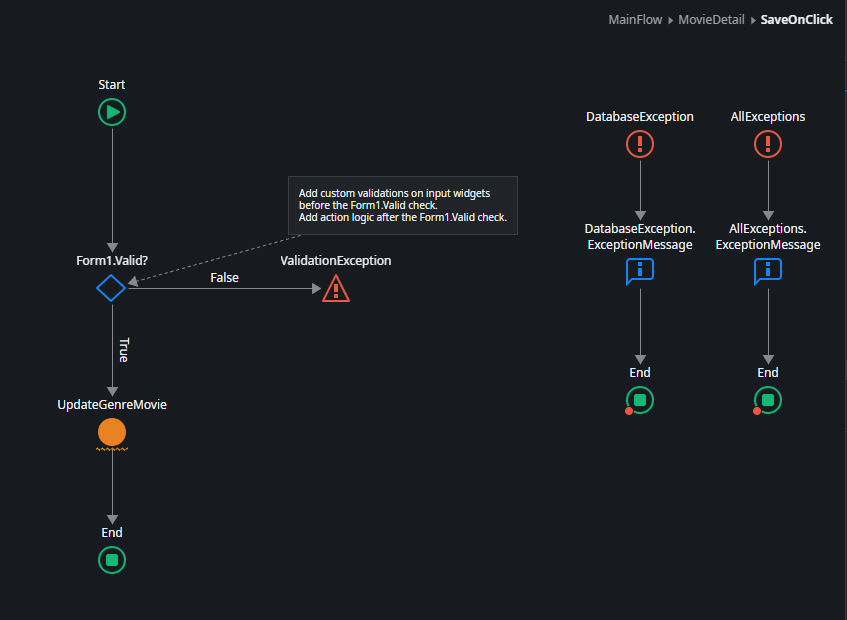 MainFlow MovieDetail SaveOnClick
Start
Form1.Valid?
Add custom validations on input widgets
before the Form1.Valid check.
Add action logic after the Form1.Valid check.
False
ValidationException
True
UpdateGenreMovie
End
DatabaseException
DatabaseException.
ExceptionMessage
End
AllExceptions
AllExceptions.
ExceptionMessage
End